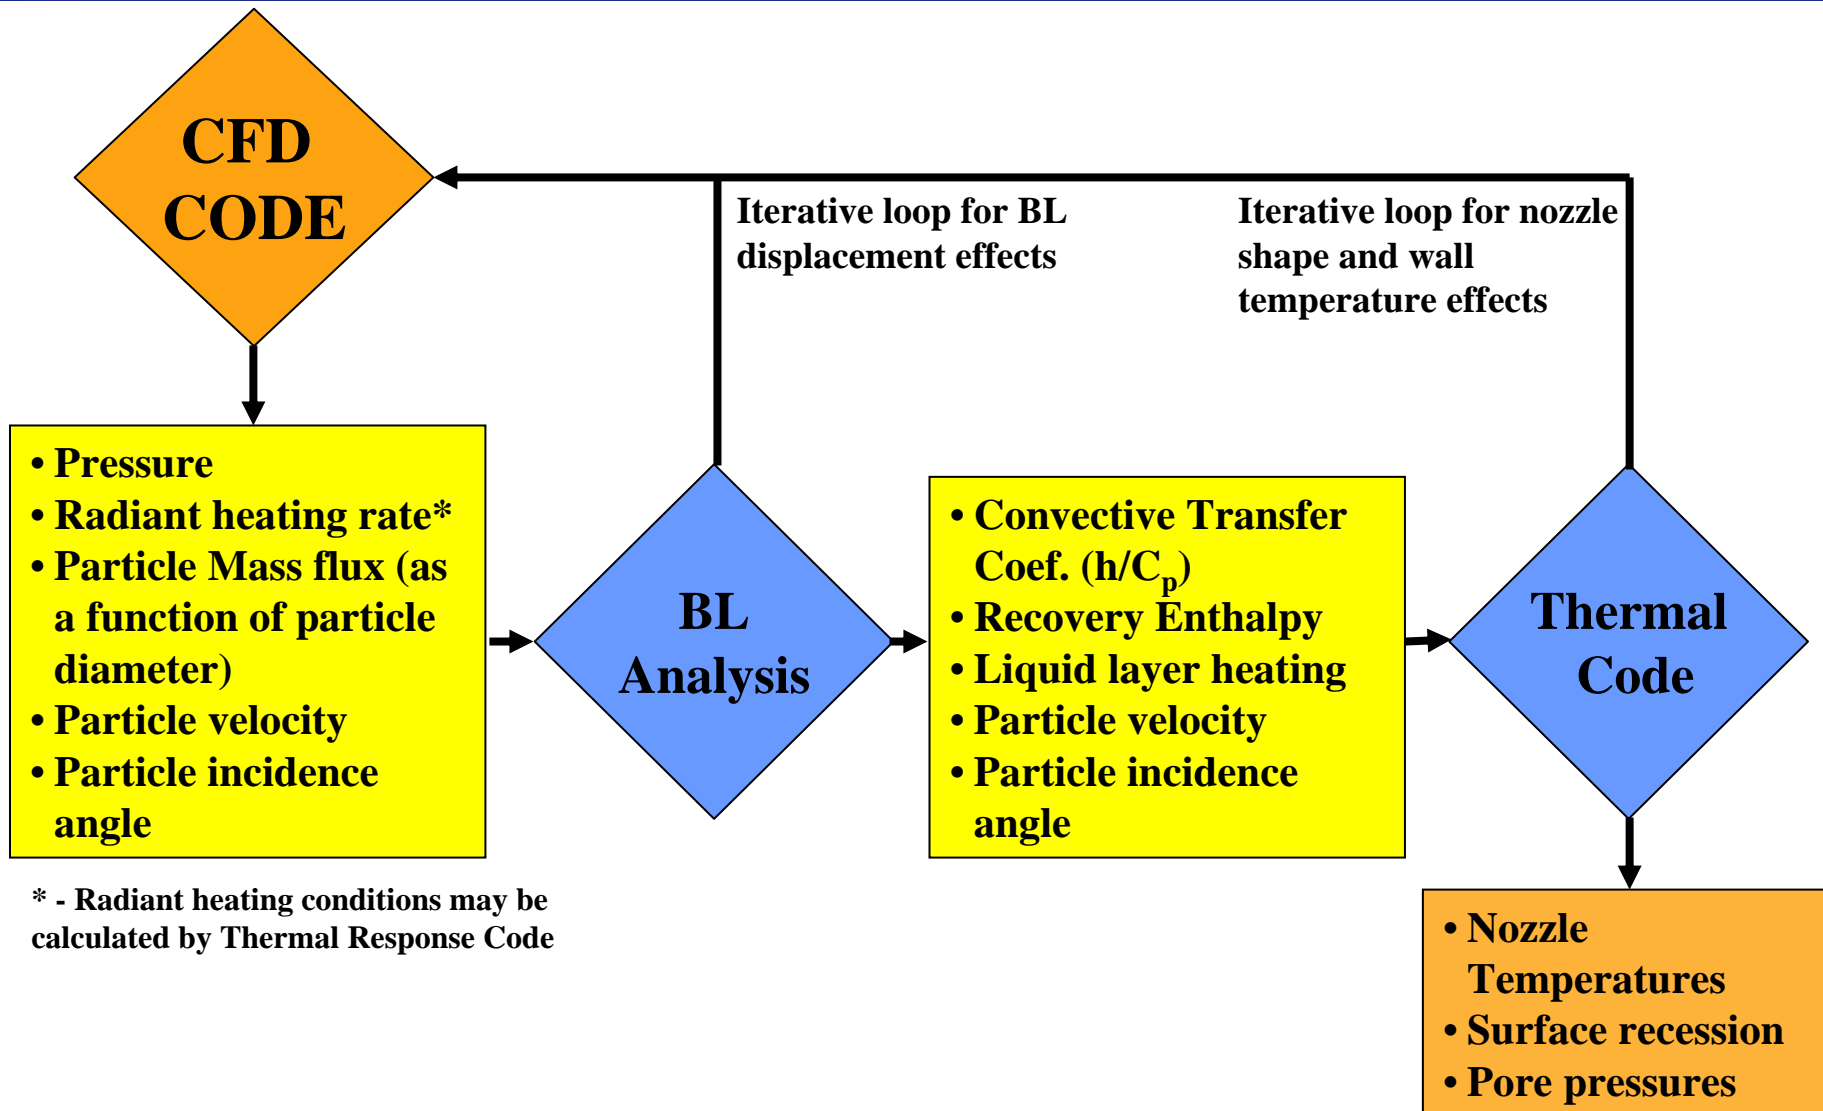 CFD
CODE
Iterative loop for BL
displacement effects
Iterative loop for nozzle
shape and wall
temperature effects
• Pressure
• Radiant heating rate*
• Particle Mass flux (as
a function of particle
diameter)
• Particle velocity
• Particle incidence
angle
BL
Analysis
• Convective Transfer
Coef. (h/Cp)
• Recovery Enthalpy
• Liquid layer heating
• Particle velocity
• Particle incidence
angle
Thermal
Code
* - Radiant heating conditions may be
calculated by Thermal Response Code
• Nozzle
Temperatures
• Surface recession
• Pore pressures